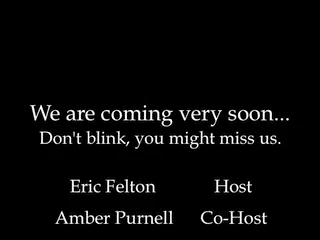 We are coming very soon...
Don't blink, you might miss us.
Eric Felton Host
Amber Purnell Co-Host